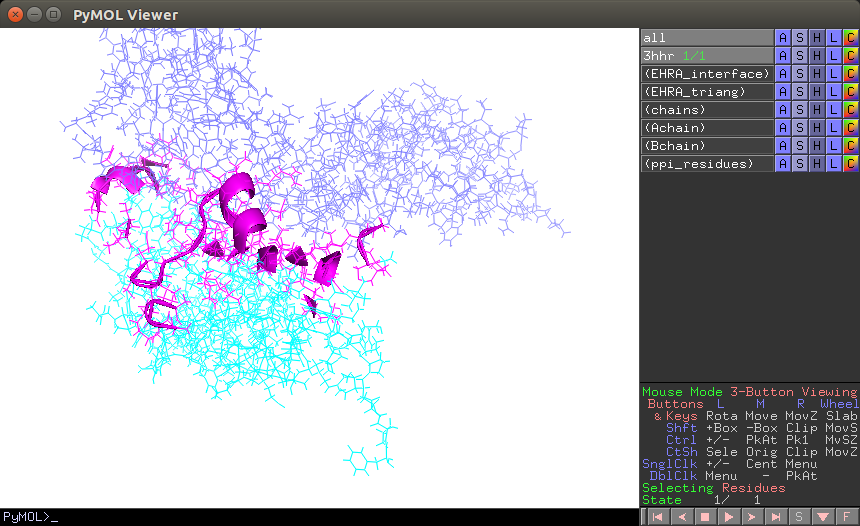 PyMOL Viewer
all A S H L C
3hhr 1/1 A S H L C
(EHRA_interface) A S H L C
(EHRA_triang) A S H L C
(chains) A S H L C
(Achain) A S H L C
(Bchain) A S H L C
(ppi_residues) A S H L C
Mouse Mode 3-Button Viewing
Buttons L M R Wheel
& Keys Rota Move MovZ Slab
Shft +Box -Box Clip MovS
Ctrl +/- PkAt Pk1 MvSZ
CtSh Sele Orig Clip MovZ
SnglClk +/- Cent Menu
DblClk Menu - PkAt
Selecting Residues
State 1/ 1
PyMOL>_ S F